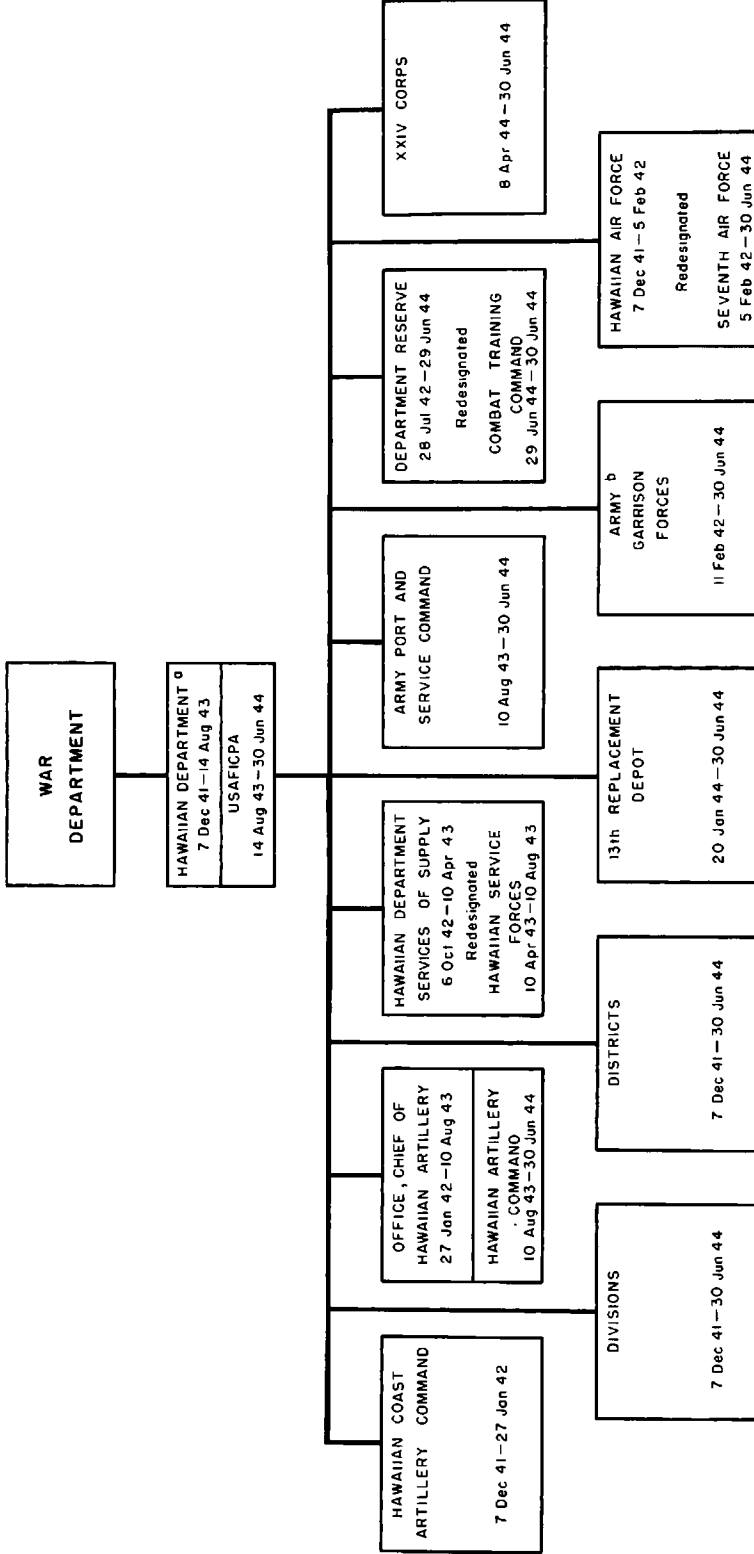 WAR
DEPARTMENT
HAWAIIAN DEPARTMENT a
7 Dec 41–14 Aug 43
USAFICPA
14 Aug 43–30 Jun 44
HAWAIIAN COAST
ARTILLERY COMMAND
7 Dec 41–27 Jan 42
OFFICE, CHIEF OF
HAWAIIAN ARTILLERY
27 Jan 42–10 Aug 43
HAWAIIAN ARTILLERY
COMMAND
10 Aug 43–30 Jun 44
HAWAIIAN DEPARTMENT
SERVICES OF SUPPLY
6 Oct 42–10 Apr 43
Redesignated
HAWAIIAN SERVICE
FORCES
10 Apr 43–10 Aug 43
ARMY PORT AND
SERVICE COMMAND
10 Aug 43–30 Jun 44
DEPARTMENT RESERVE
28 Jul 42–29 Jun 44
Redesignated
COMBAT TRAINING
COMMAND
29 Jun 44–30 Jun 44
XXIV CORPS
8 Apr 44–30 Jun 44
DIVISIONS
7 Dec 41–30 Jun 44
DISTRICTS
7 Dec 41–30 Jun 44
13th REPLACEMENT
DEPOT
20 Jan 44–30 Jun 44
ARMY b
GARRISON
FORCES
11 Feb 42–30 Jun 44
HAWAIIAN AIR FORCE
7 Dec 41–5 Feb 42
Redesignated
SEVENTH AIR FORCE
5 Feb 42–30 Jun 44